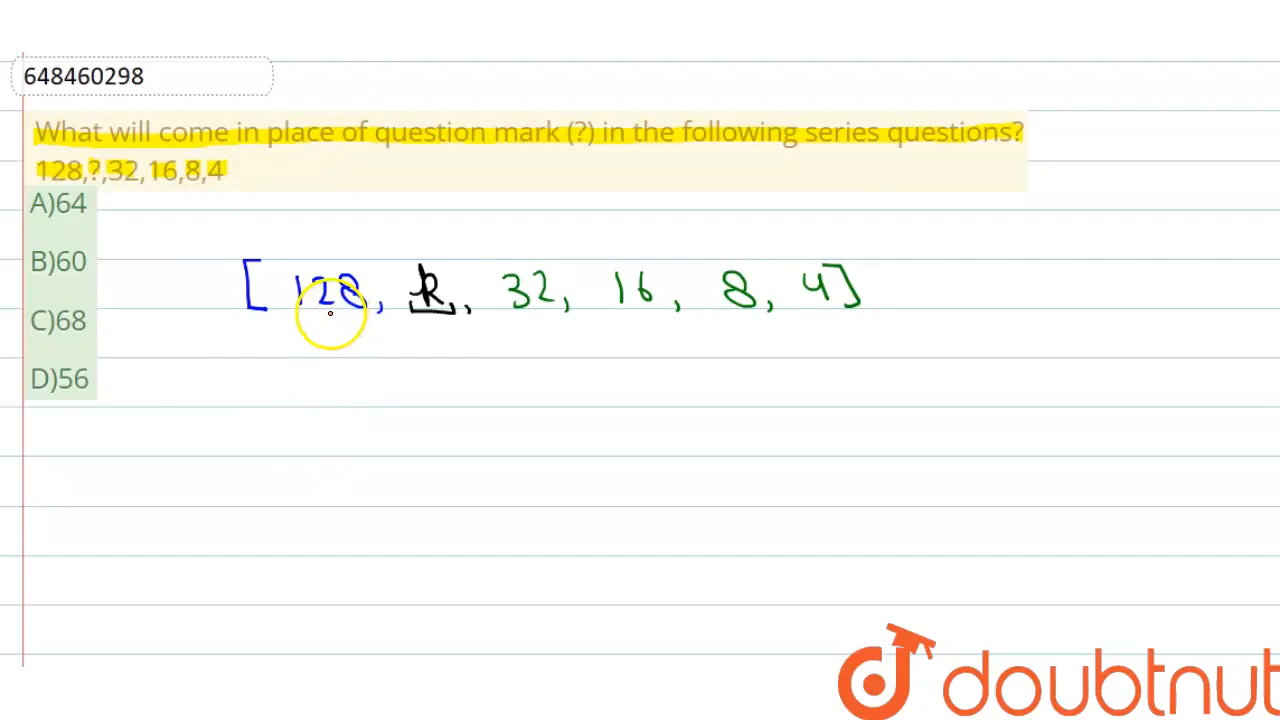 648460298
What will come in place of question mark (?) in the following series questions?
128,?,32,16,8,4
A)64
B)60
C)68
D)56
[ 128, k, 32, 16, 8, 4]
doubtnut